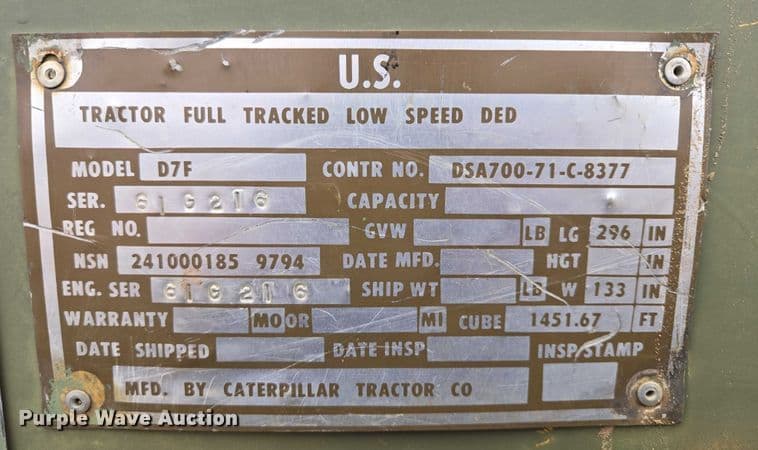 U.S.
TRACTOR FULL TRACKED LOW SPEED DED
MODEL D7F CONTR NO. DSA700-71-C-8377
SER. 61G216 CAPACITY
REG NO. GVW LB LG 296 IN
NSN 241000185 9794 DATE MFD. HGT IN
ENG. SER 61G216 SHIP WT LB W 133 IN
WARRANTY MO OR MI CUBE 1451.67 FT
DATE SHIPPED DATE INSP INSP STAMP
MFD. BY CATERPILLAR TRACTOR CO
Purple Wave Auction